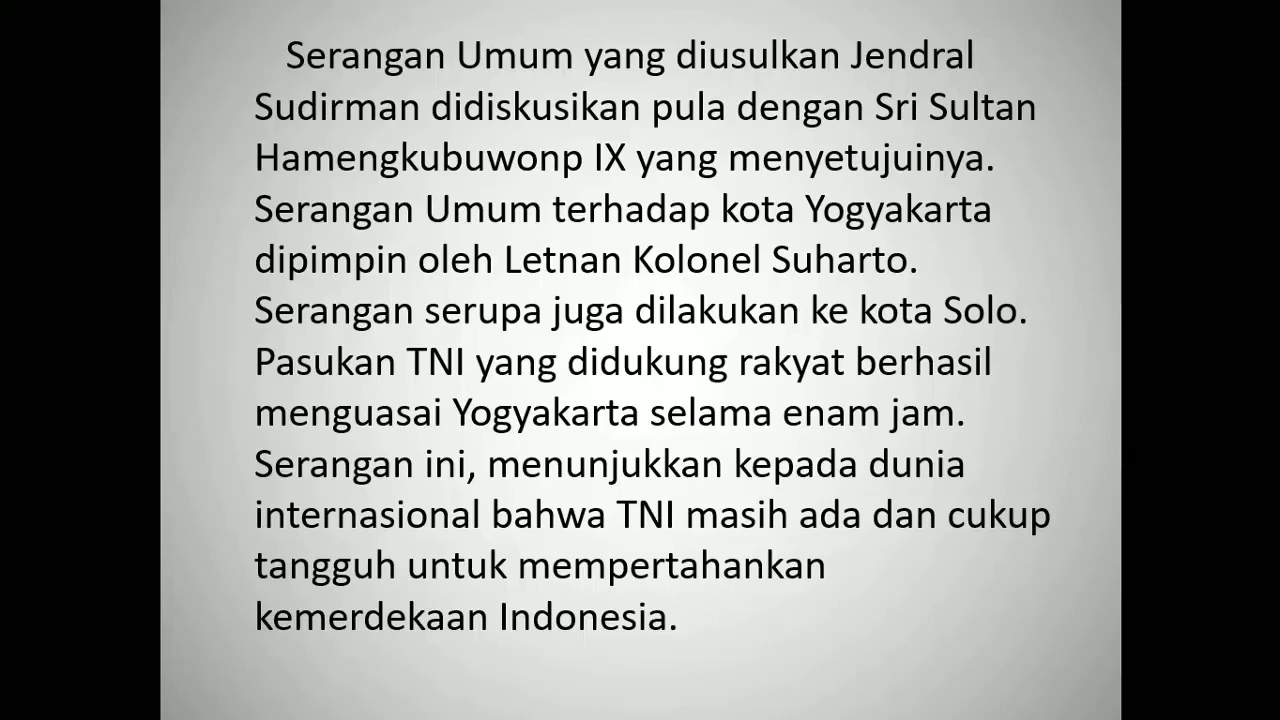 Serangan Umum yang diusulkan Jendral
Sudirman didiskusikan pula dengan Sri Sultan
Hamengkubuwonp IX yang menyetujuinya.
Serangan Umum terhadap kota Yogyakarta
dipimpin oleh Letnan Kolonel Suharto.
Serangan serupa juga dilakukan ke kota Solo.
Pasukan TNI yang didukung rakyat berhasil
menguasai Yogyakarta selama enam jam.
Serangan ini, menunjukkan kepada dunia
internasional bahwa TNI masih ada dan cukup
tangguh untuk mempertahankan
kemerdekaan Indonesia.